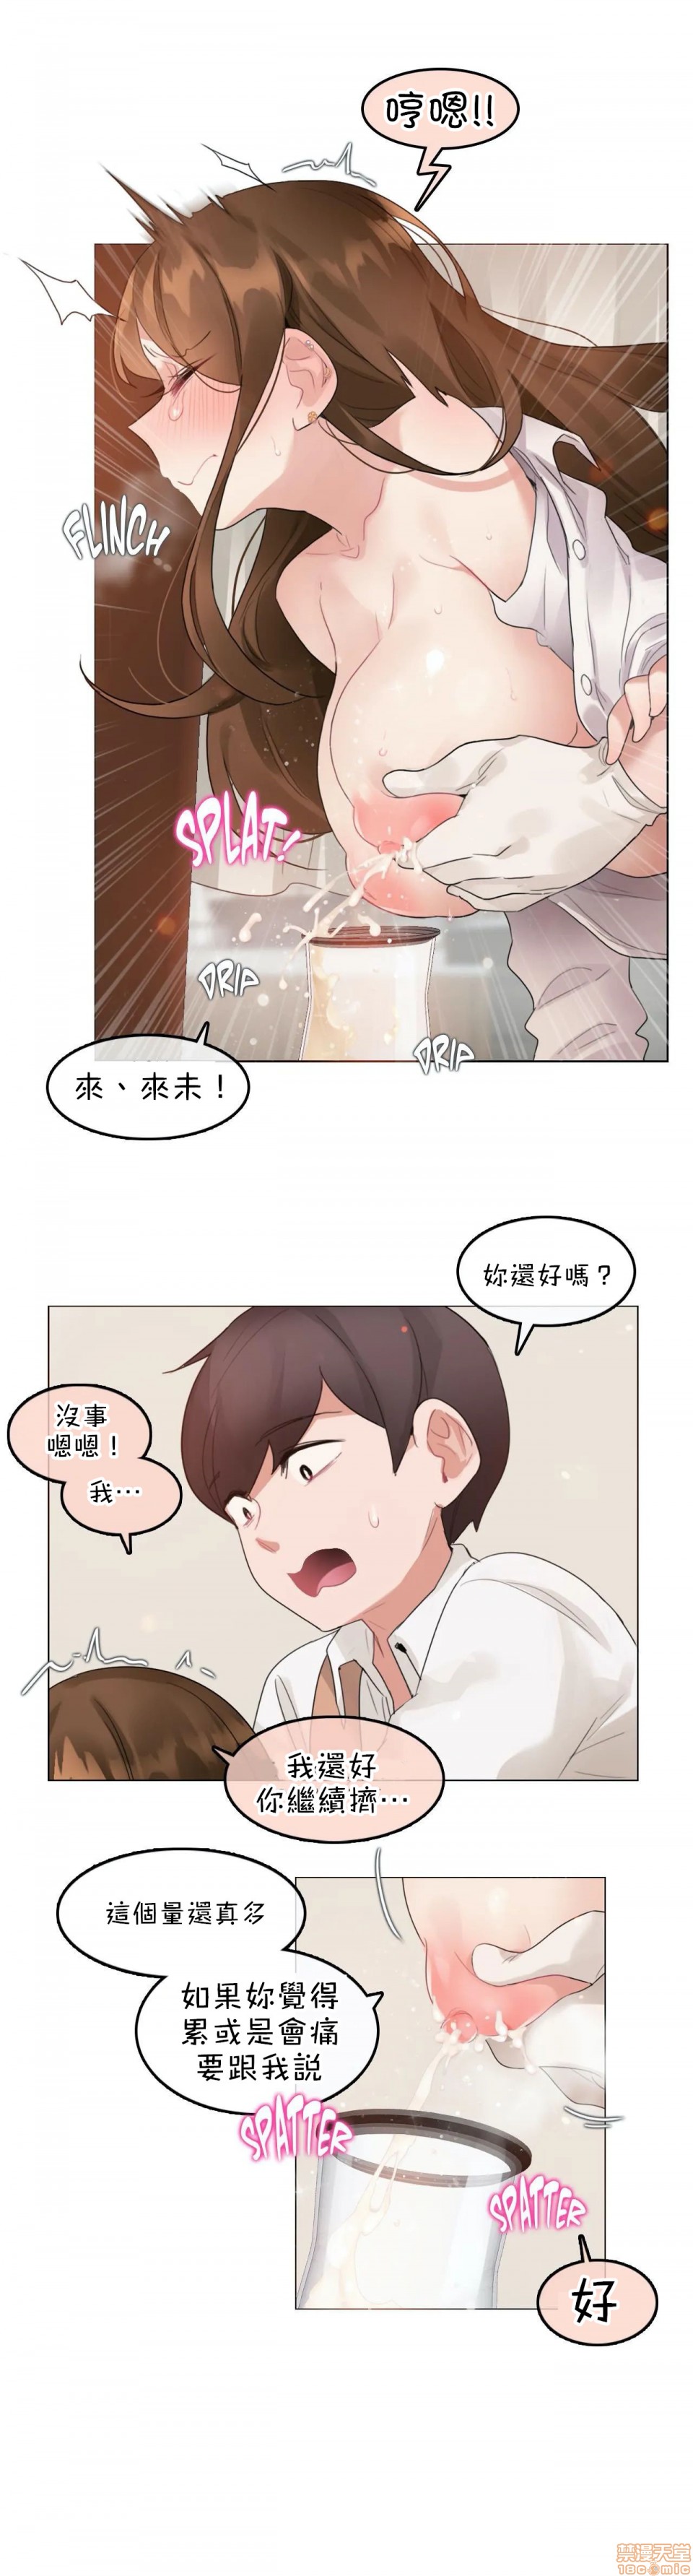 哼嗯!!
FLINCH
SPLAT!
DRIP
DRIP
來、來未！
妳還好嗎？
沒事
嗯嗯！
我…
我還好
你繼續擠…
這個量還真多
如果妳覺得
累或是會痛
要跟我説
SPATTER
SPATTER
好
禁漫天堂
18comic